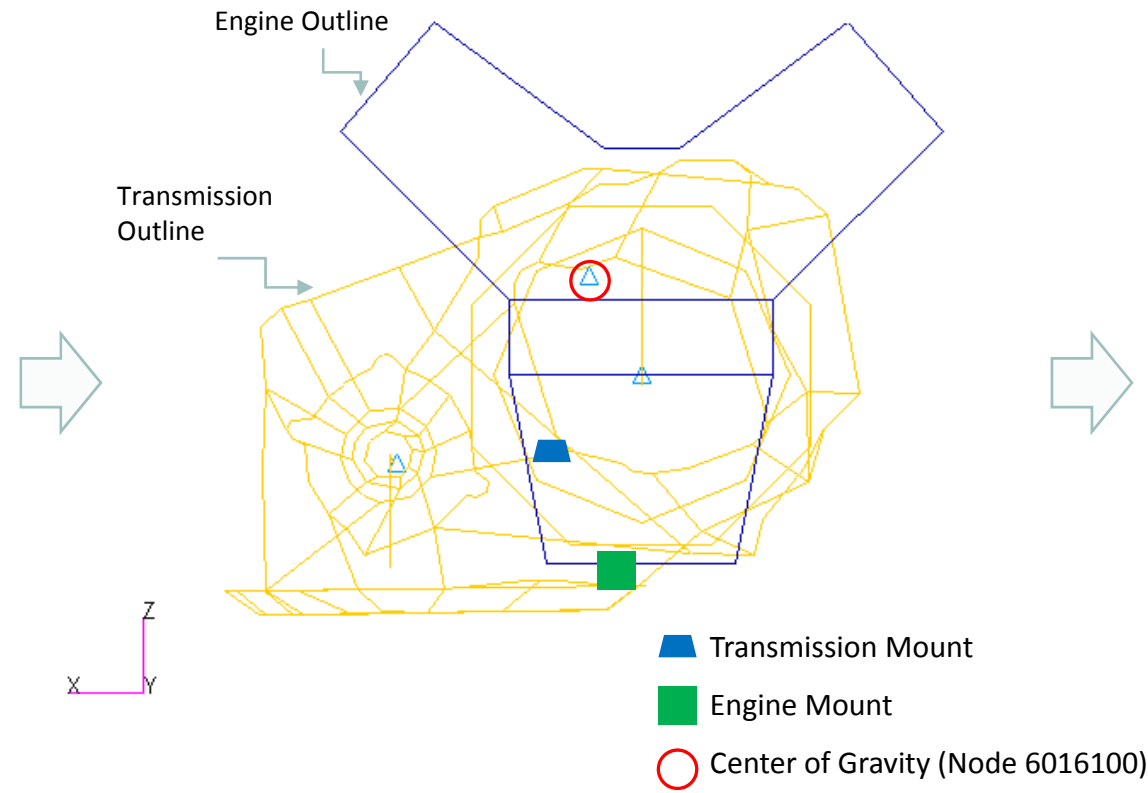 Engine Outline
Transmission
Outline
Z
X
Y
Transmission Mount
Engine Mount
Center of Gravity (Node 6016100)